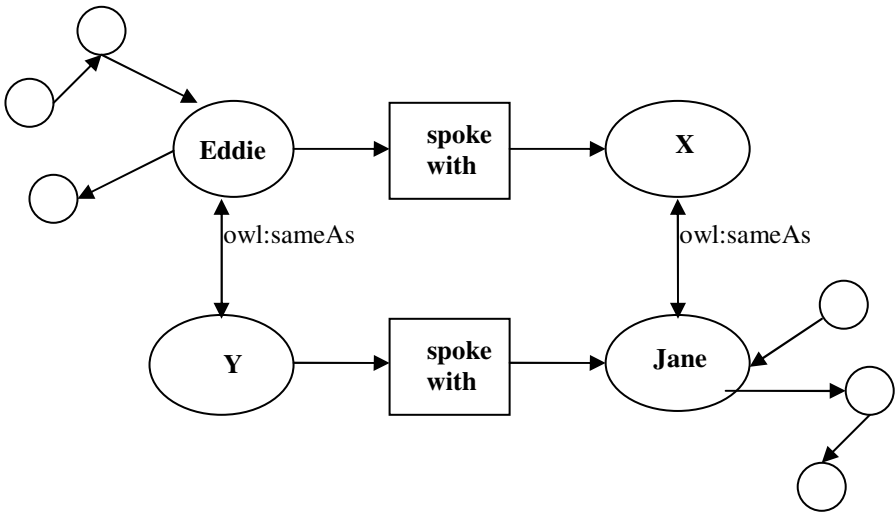 Eddie
spoke
with
X
owl:sameAs
owl:sameAs
Y
spoke
with
Jane